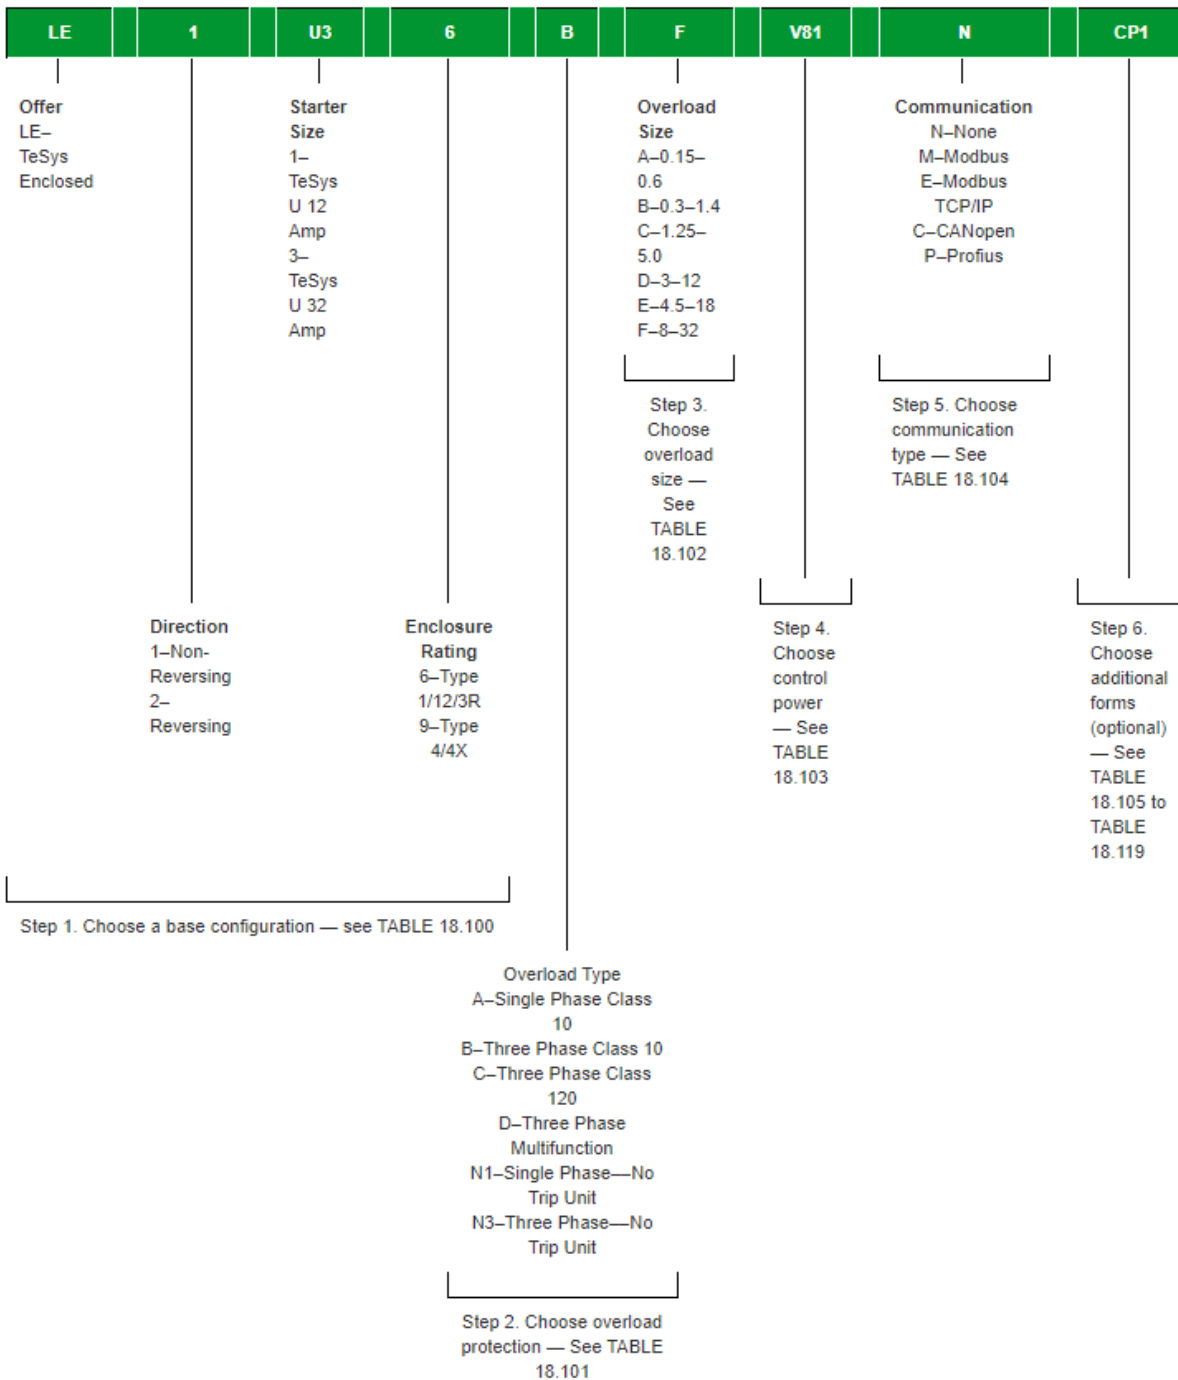 LE 1 U3 6 B F V81 N CP1
Offer
LE–
TeSys
Enclosed
Starter
Size
1–
TeSys
U 12
Amp
3–
TeSys
U 32
Amp
Overload
Size
A–0.15–
0.6
B–0.3–1.4
C–1.25–
5.0
D–3–12
E–4.5–18
F–8–32
Communication
N–None
M–Modbus
E–Modbus
TCP/IP
C–CANopen
P–Profius
Step 3.
Choose
overload
size —
See
TABLE
18.102
Step 5. Choose
communication
type — See
TABLE 18.104
Direction
1–Non-
Reversing
2–
Reversing
Enclosure
Rating
6–Type
1/12/3R
9–Type
4/4X
Step 4.
Choose
control
power
— See
TABLE
18.103
Step 6.
Choose
additional
forms
(optional)
— See
TABLE
18.105 to
TABLE
18.119
Step 1. Choose a base configuration — see TABLE 18.100
Overload Type
A–Single Phase Class
10
B–Three Phase Class 10
C–Three Phase Class
120
D–Three Phase
Multifunction
N1–Single Phase—No
Trip Unit
N3–Three Phase—No
Trip Unit
Step 2. Choose overload
protection — See TABLE
18.101